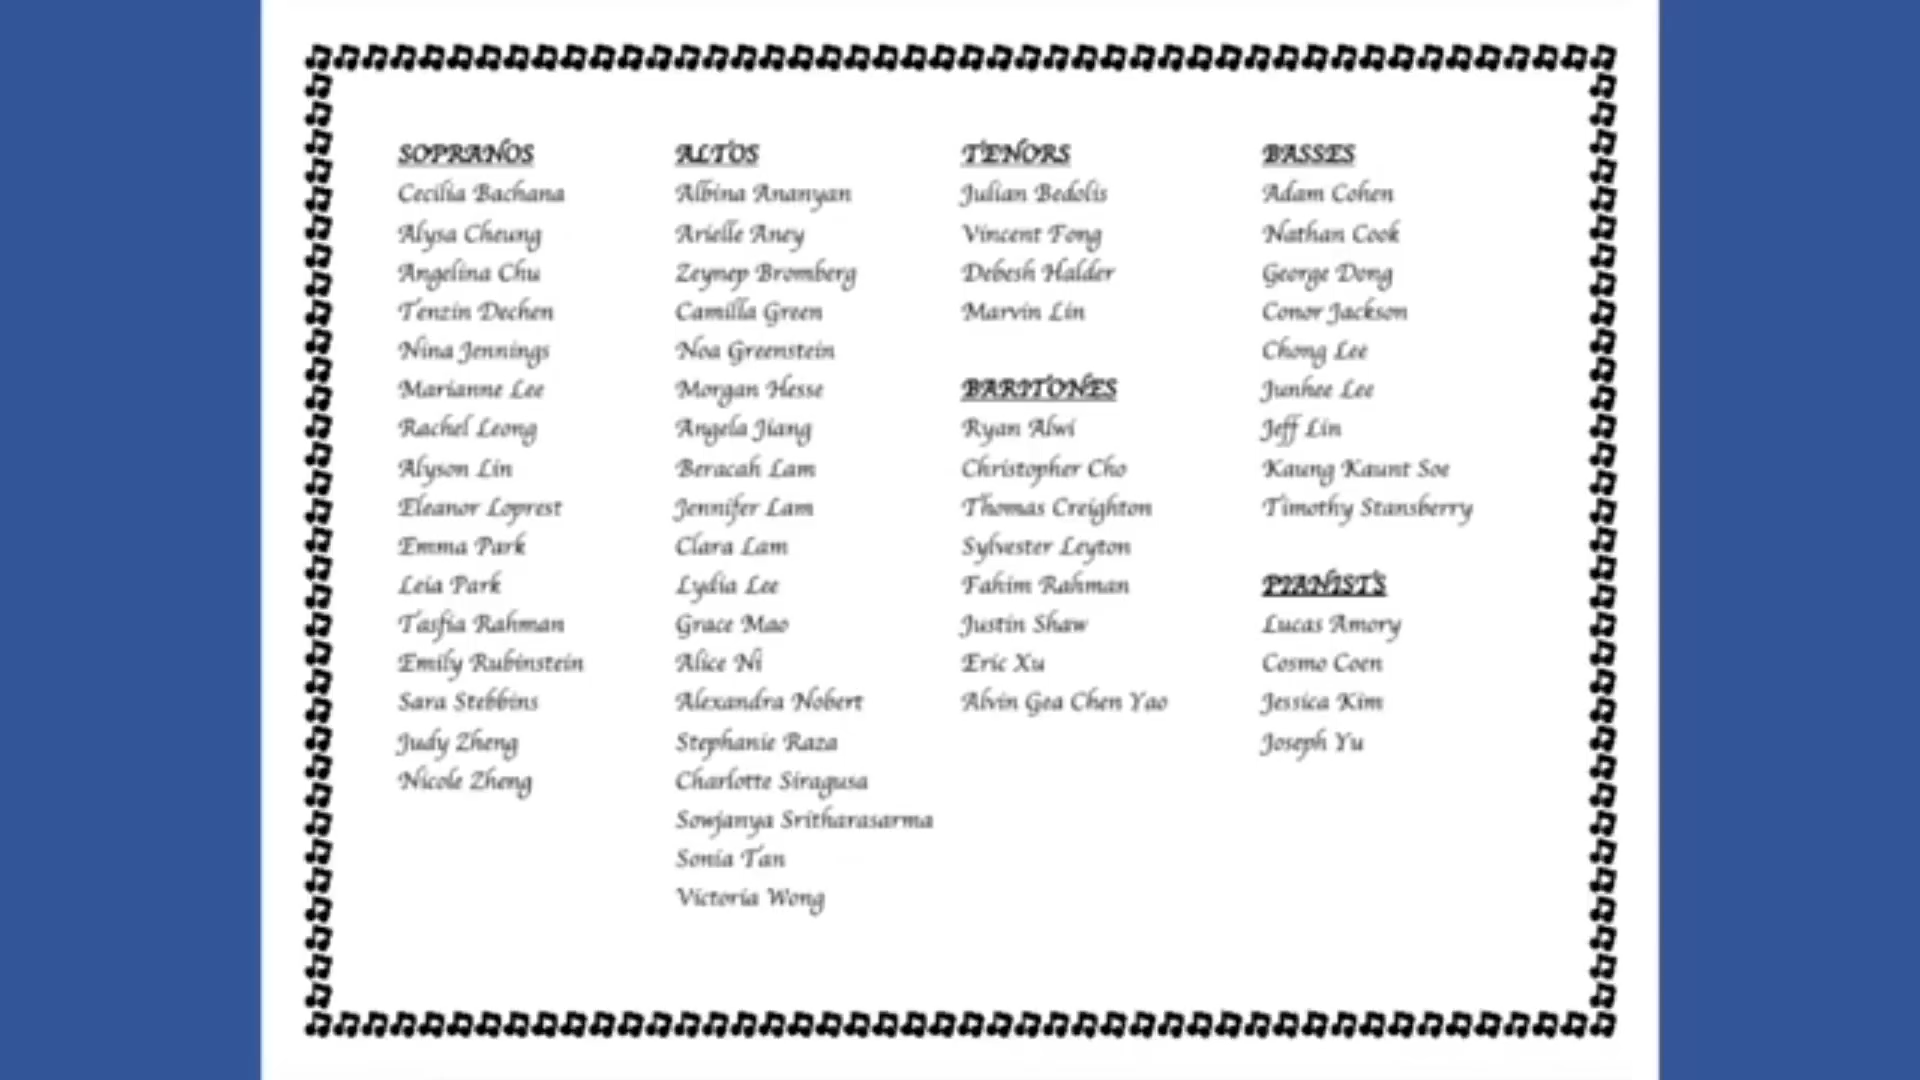 SOPRANOS
Cecilia Bachana
Alysa Cheung
Angelina Chu
Tenzin Dechen
Nina Jennings
Marianne Lee
Rachel Leong
Alyson Lin
Eleanor Loprest
Emma Park
Leia Park
Tasfia Rahman
Emily Rubinstein
Sara Stebbins
Judy Zheng
Nicole Zheng
ALTOS
Albina Ananyan
Arielle Aney
Zeynep Bromberg
Camilla Green
Noa Greenstein
Morgan Hesse
Angela Jiang
Beracah Lam
Jennifer Lam
Clara Lam
Lydia Lee
Grace Mao
Alice Ni
Alexandra Nobert
Stephanie Raza
Charlotte Siragusa
Sowjanya Sritharasarma
Sonia Tan
Victoria Wong
TENORS
Julian Bedolis
Vincent Fong
Debesh Halder
Marvin Lin
BARITONES
Ryan Alwi
Christopher Cho
Thomas Creighton
Sylvester Leyton
Fahim Rahman
Justin Shaw
Eric Xu
Alvin Gea Chen Yao
BASSES
Adam Cohen
Nathan Cook
George Dong
Conor Jackson
Chong Lee
Junhee Lee
Jeff Lin
Kaung Kaunt Soe
Timothy Stansberry
PIANISTS
Lucas Amory
Cosmo Coen
Jessica Kim
Joseph Yu